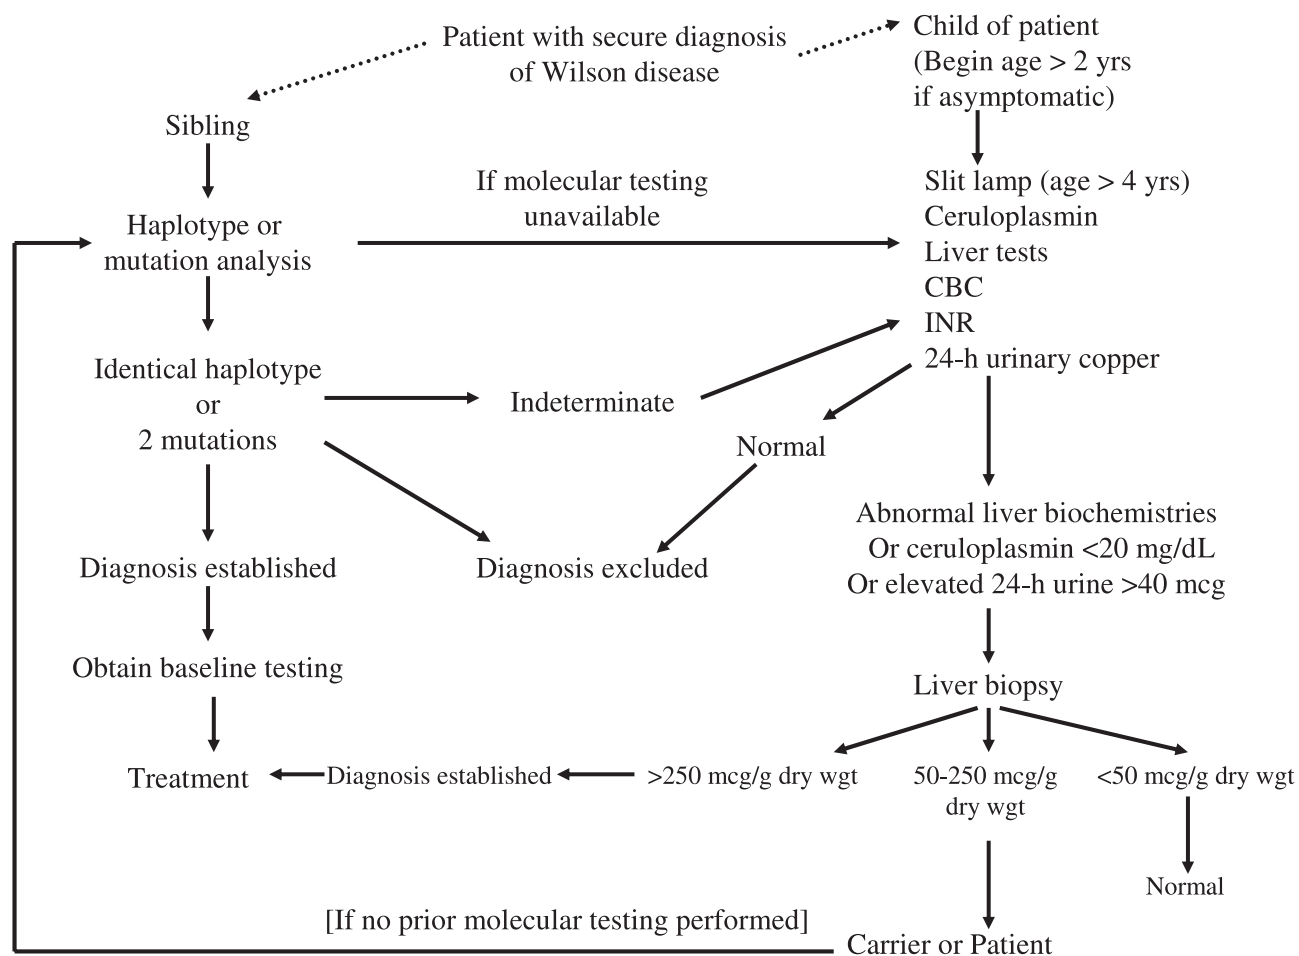 Patient with secure diagnosis
of Wilson disease
Child of patient
(Begin age > 2 yrs
if asymptomatic)
Sibling
If molecular testing
unavailable
Haplotype or
mutation analysis
Slit lamp (age > 4 yrs)
Ceruloplasmin
Liver tests
CBC
INR
24-h urinary copper
Identical haplotype
or
2 mutations
Indeterminate
Normal
Abnormal liver biochemistries
Or ceruloplasmin <20 mg/dL
Or elevated 24-h urine >40 mcg
Diagnosis established
Diagnosis excluded
Obtain baseline testing
Liver biopsy
Treatment
Diagnosis established
>250 mcg/g dry wgt
50-250 mcg/g
dry wgt
<50 mcg/g dry wgt
Normal
[If no prior molecular testing performed]
Carrier or Patient